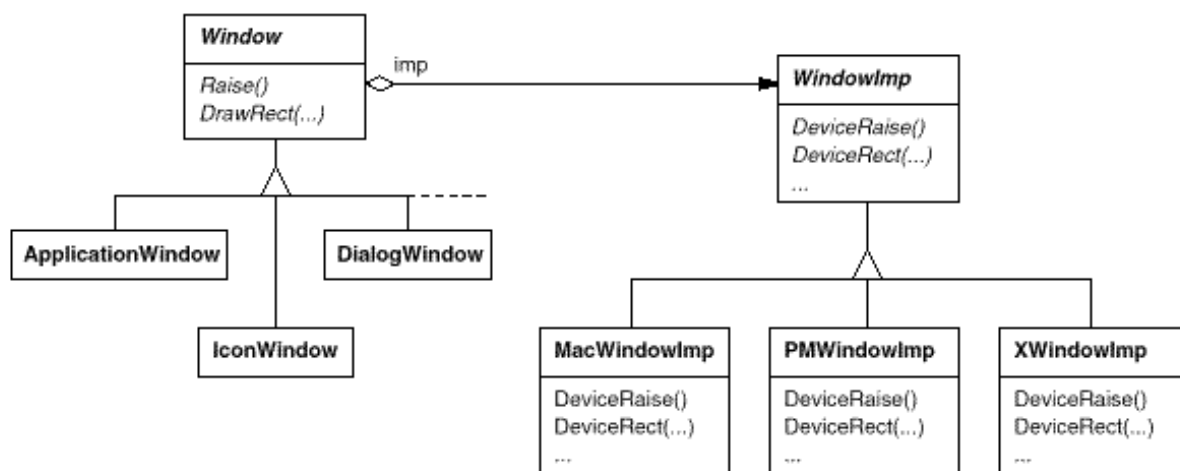 Window
Raise()
DrawRect(...)
imp
WindowImp
DeviceRaise()
DeviceRect(...)
...
ApplicationWindow
DialogWindow
IconWindow
MacWindowImp
DeviceRaise()
DeviceRect(...)
...
PMWindowImp
DeviceRaise()
DeviceRect(...)
...
XWindowImp
DeviceRaise()
DeviceRect(...)
...